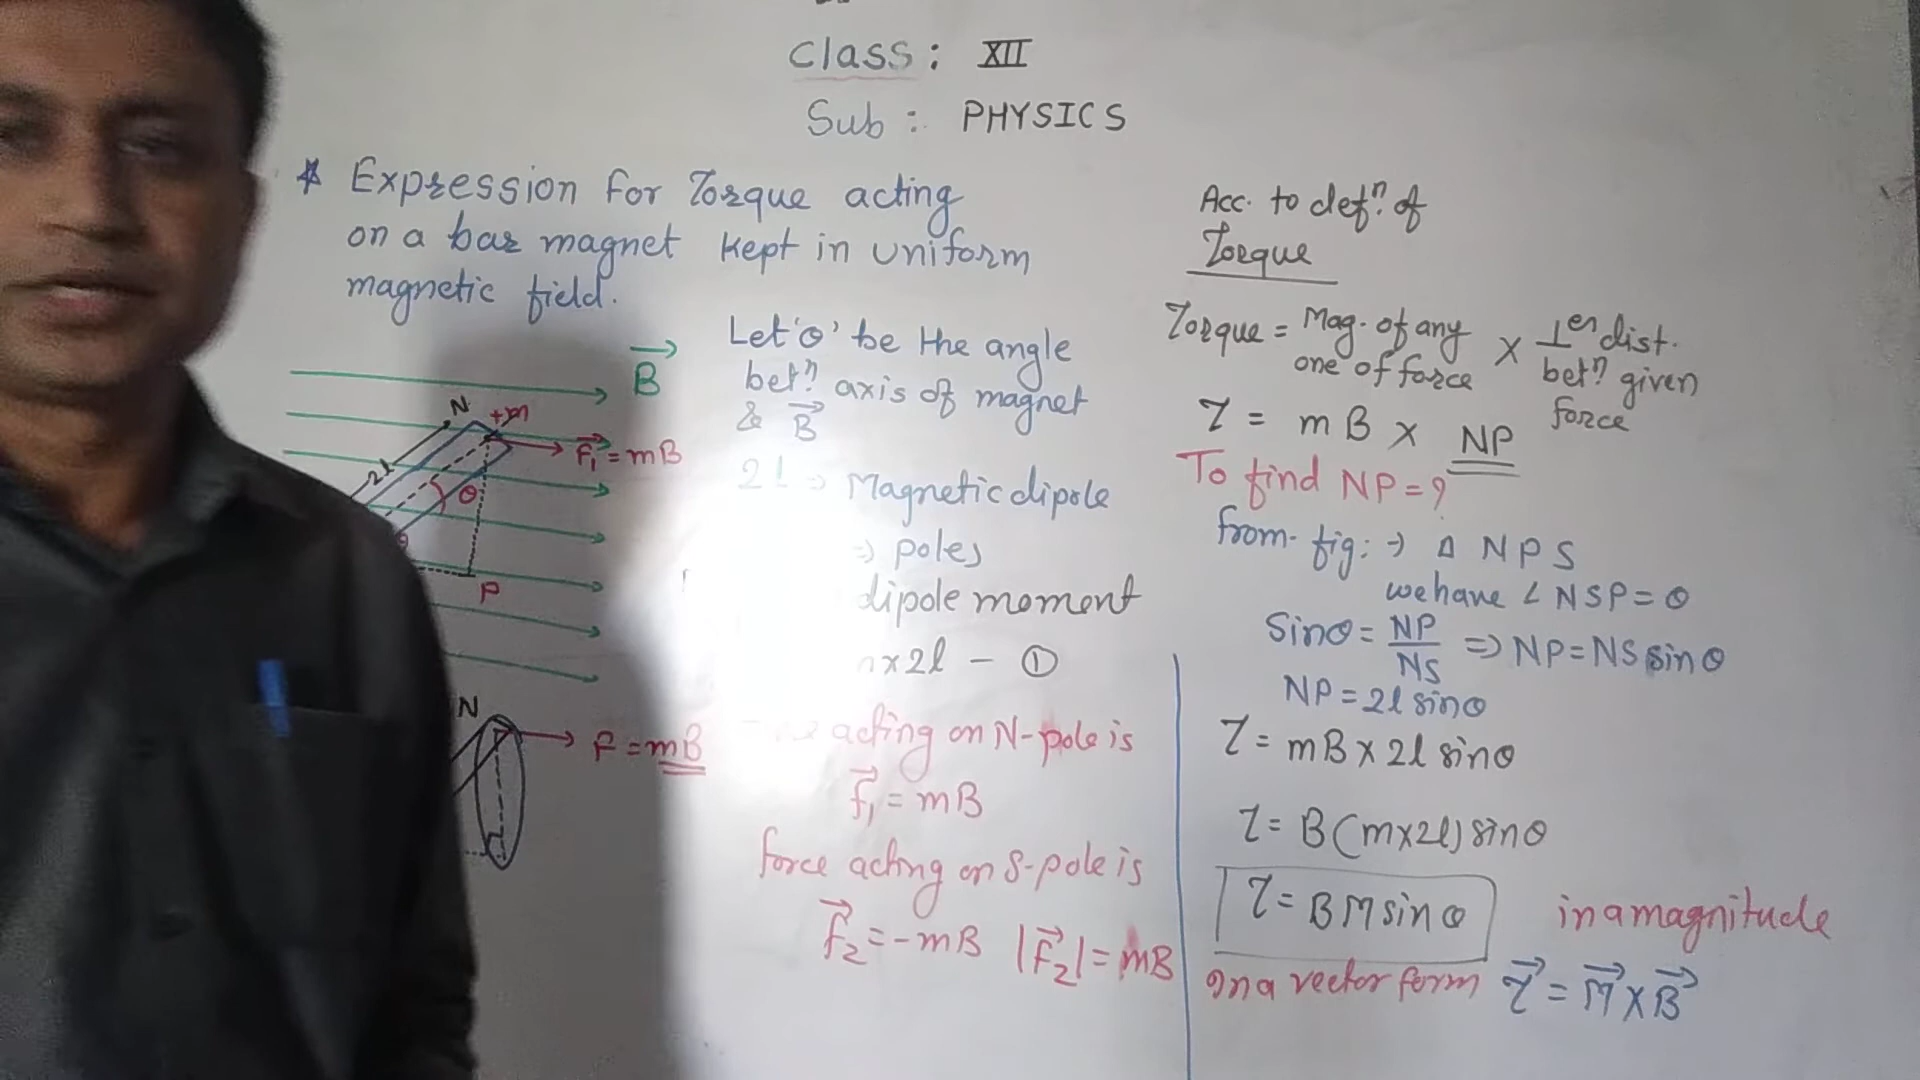 Class: XII
Sub: PHYSICS
* Expression for Torque acting
on a bar magnet kept in uniform
magnetic field.
B
N
+m
F₁ = mB
2l
θ
θ
P
N
F = mB
Let 'θ' be the angle
betⁿ axis of magnet
& B
2l ⇒ Magnetic dipole
⇒ poles
dipole moment
×2l - ①
acting on N-pole is
f₁ = mB
force acting on S-pole is
F₂ = -mB |F₂| = mB
Acc. to defⁿ. of
Torque
Torque = Mag. of any one of force × ⊥er dist. betⁿ given force
τ = mB × NP
To find NP = ?
from fig: → Δ NPS
we have ∠NSP = θ
Sinθ = NP/NS ⇒ NP = NS sinθ
NP = 2l sinθ
τ = mB × 2l sinθ
τ = B(m×2l) sinθ
τ = BM sinθ in a magnitude
In a vector form τ = M × B